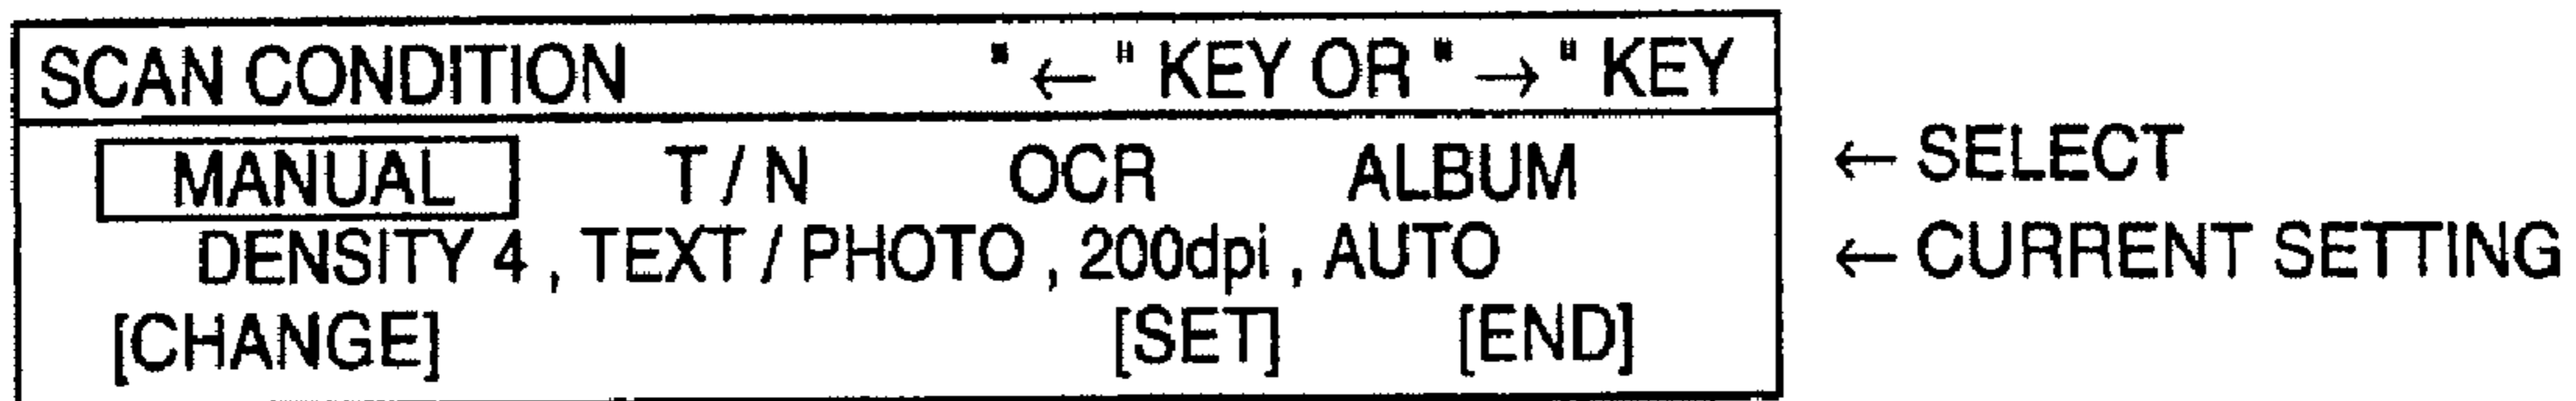 SCAN CONDITION " ← " KEY OR " → " KEY
MANUAL T / N OCR ALBUM ← SELECT
DENSITY 4 , TEXT / PHOTO , 200dpi , AUTO ← CURRENT SETTING
[CHANGE] [SET] [END]